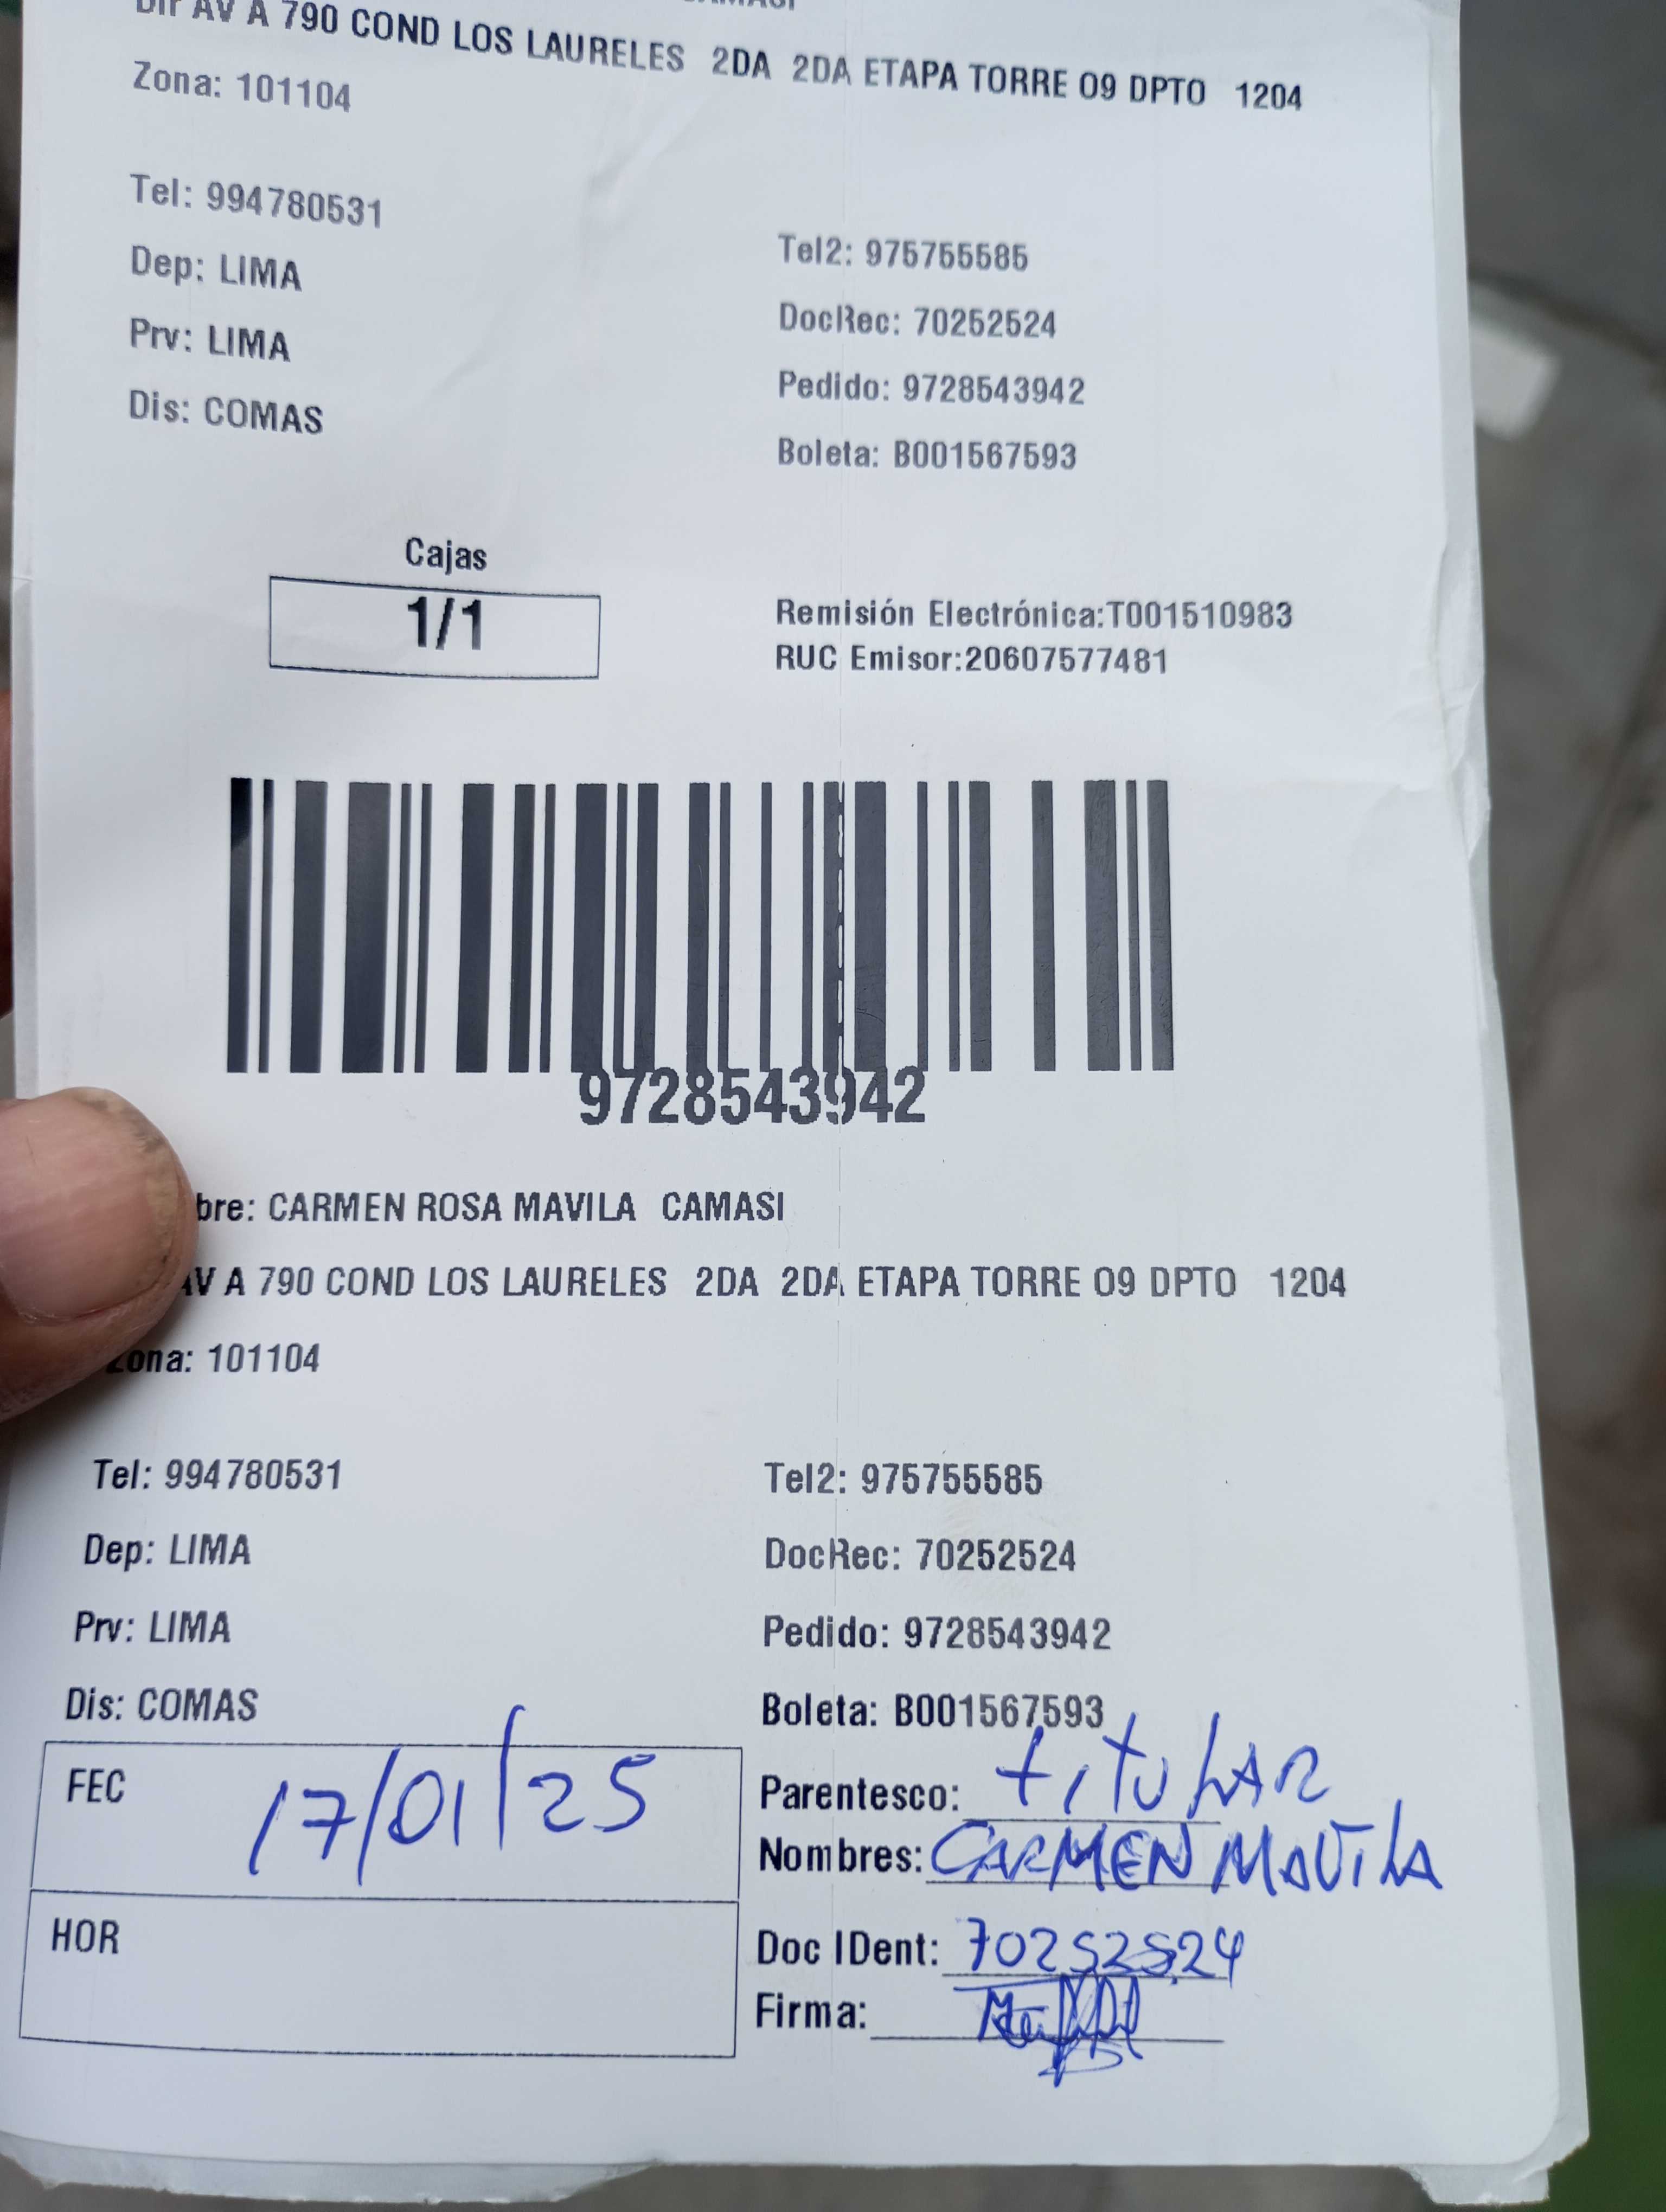 Dir AV A 790 COND LOS LAURELES 2DA 2DA ETAPA TORRE 09 DPTO 1204
Zona: 101104
Tel: 994780531
Tel2: 975755585
Dep: LIMA
DocRec: 70252524
Prv: LIMA
Pedido: 9728543942
Dis: COMAS
Boleta: B001567593
Cajas
1/1
Remisión Electrónica:T001510983
RUC Emisor:20607577481
9728543942
bre: CARMEN ROSA MAVILA CAMASI
AV A 790 COND LOS LAURELES 2DA 2DA ETAPA TORRE 09 DPTO 1204
Zona: 101104
Tel: 994780531
Tel2: 975755585
Dep: LIMA
DocRec: 70252524
Prv: LIMA
Pedido: 9728543942
Dis: COMAS
Boleta: B001567593
FEC 17/01/25
Parentesco: titULAR
Nombres: CARMEN MAViLA
HOR
Doc IDent: 70252524
Firma: